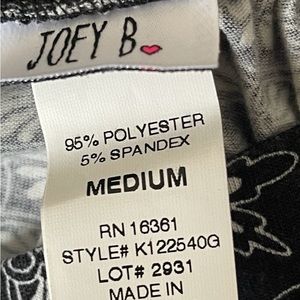 JOEY B.
95% POLYESTER
5% SPANDEX
MEDIUM
RN 16361
STYLE# K122540G
LOT# 2931
MADE IN